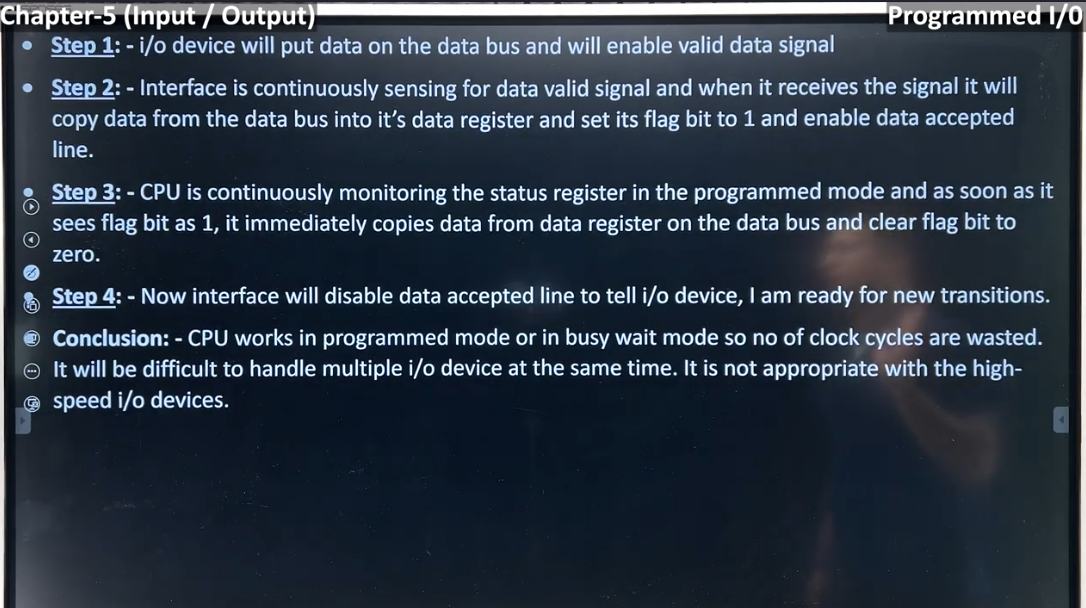 Chapter-5 (Input / Output)
Programmed I/0
• Step 1: - i/o device will put data on the data bus and will enable valid data signal
• Step 2: - Interface is continuously sensing for data valid signal and when it receives the signal it will
copy data from the data bus into it's data register and set its flag bit to 1 and enable data accepted
line.
• Step 3: - CPU is continuously monitoring the status register in the programmed mode and as soon as it
sees flag bit as 1, it immediately copies data from data register on the data bus and clear flag bit to
zero.
• Step 4: - Now interface will disable data accepted line to tell i/o device, I am ready for new transitions.
• Conclusion: - CPU works in programmed mode or in busy wait mode so no of clock cycles are wasted.
It will be difficult to handle multiple i/o device at the same time. It is not appropriate with the high-
speed i/o devices.